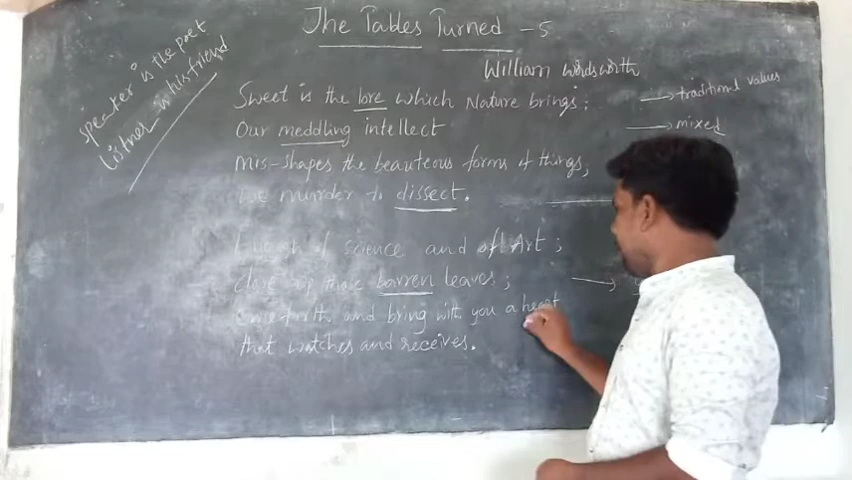 The Tables Turned - 5
William wordsworth
speaker is the poet
listner is his friend
Sweet is the lore which Nature brings; → traditional values
Our meddling intellect → mixed
Mis-shapes the beauteous forms of things;
we murder to dissect.
Enough of science and of Art;
close up those barren leaves; →
come forth and bring with you a heart
that watches and receives.